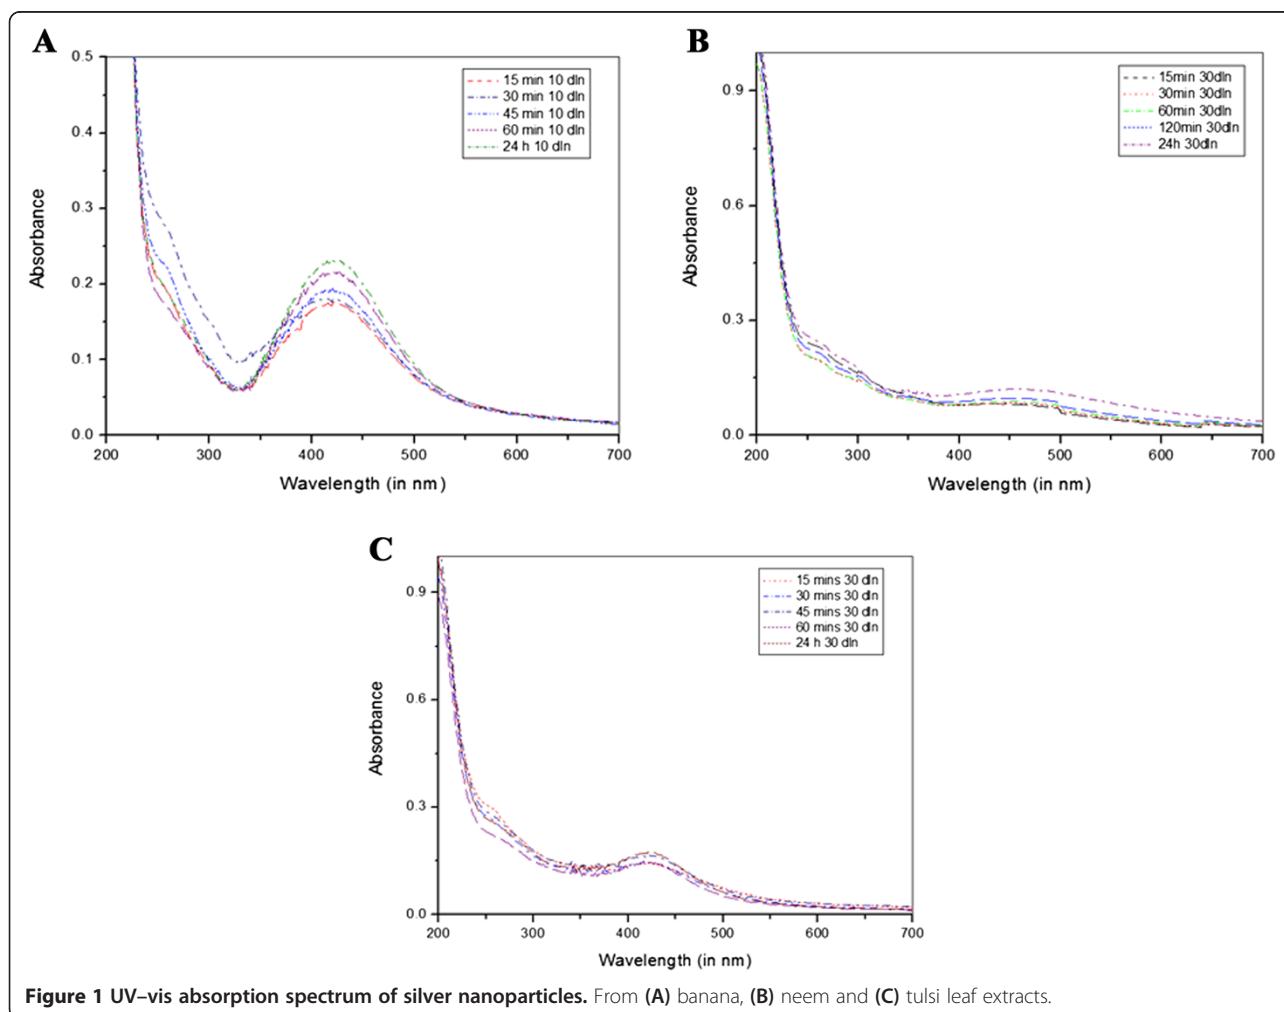 A
B
0.5
0.4
0.3
0.2
0.1
0.0
Absorbance
200
300
400
500
600
700
Wavelength (in nm)
15 min 10 dln
30 min 10 dln
45 min 10 dln
60 min 10 dln
24 h 10 dln
0.9
0.6
0.3
0.0
Absorbance
200
300
400
500
600
700
Wavelength (in nm)
15min 30dln
30min 30dln
60min 30dln
120min 30dln
24h 30dln
C
0.9
0.6
0.3
0.0
Absorbance
200
300
400
500
600
700
Wavelength (in nm)
15 mins 30 dln
30 mins 30 dln
45 mins 30 dln
60 mins 30 dln
24 h 30 dln
Figure 1 UV–vis absorption spectrum of silver nanoparticles. From (A) banana, (B) neem and (C) tulsi leaf extracts.